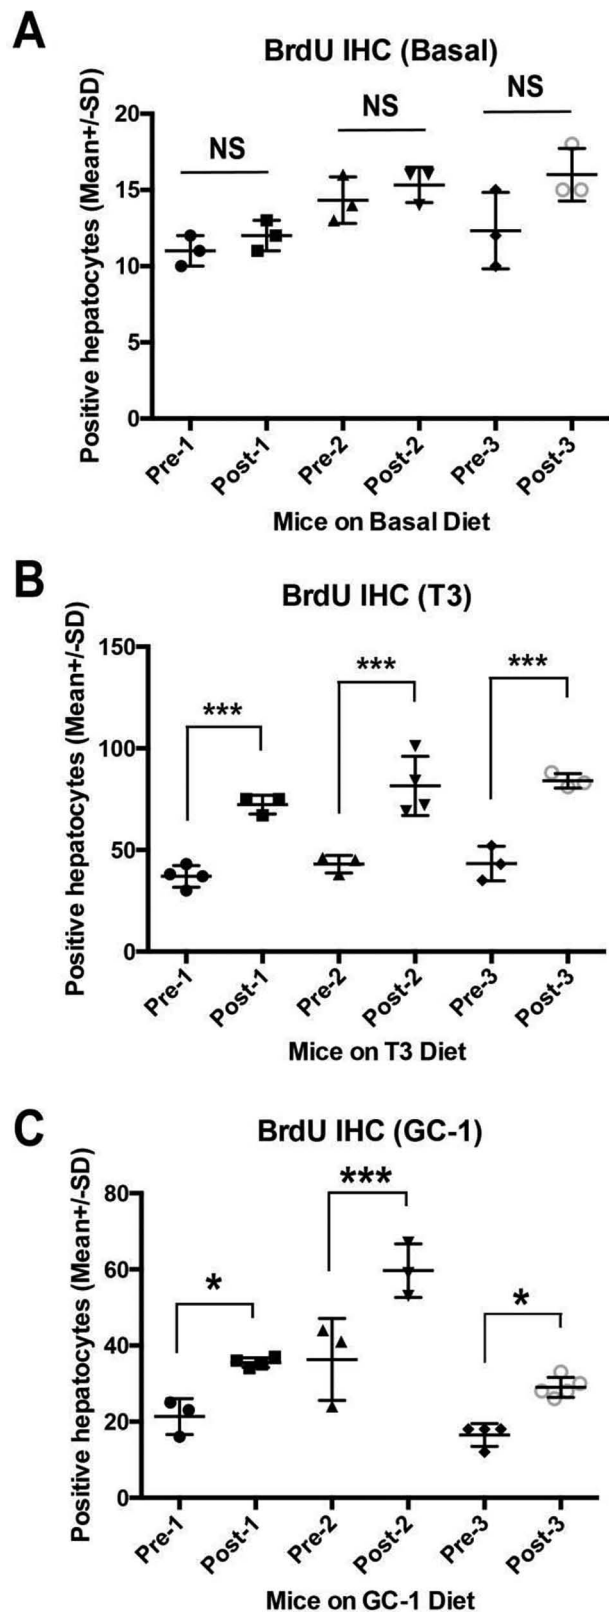 A
BrdU IHC (Basal)
Positive hepatocytes (Mean+/-SD)
20
15
10
5
0
NS
NS
NS
Pre-1
Post-1
Pre-2
Post-2
Pre-3
Post-3
Mice on Basal Diet
B
BrdU IHC (T3)
Positive hepatocytes (Mean+/-SD)
150
100
50
0
***
***
***
Pre-1
Post-1
Pre-2
Post-2
Pre-3
Post-3
Mice on T3 Diet
C
BrdU IHC (GC-1)
Positive hepatocytes (Mean+/-SD)
80
60
40
20
0
*
***
*
Pre-1
Post-1
Pre-2
Post-2
Pre-3
Post-3
Mice on GC-1 Diet